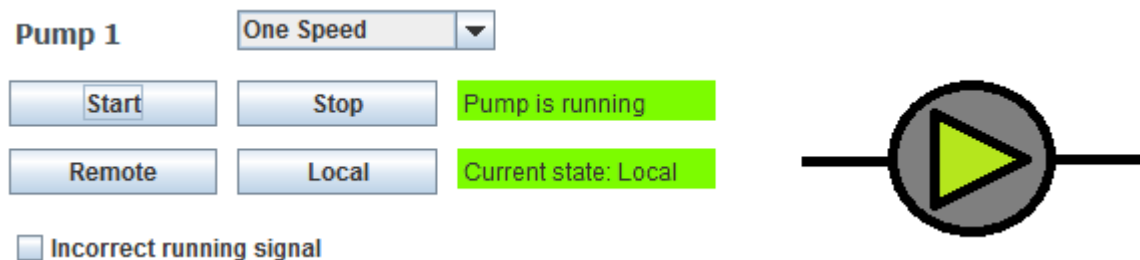 Pump 1 One Speed
Start Stop Pump is running
Remote Local Current state: Local
Incorrect running signal